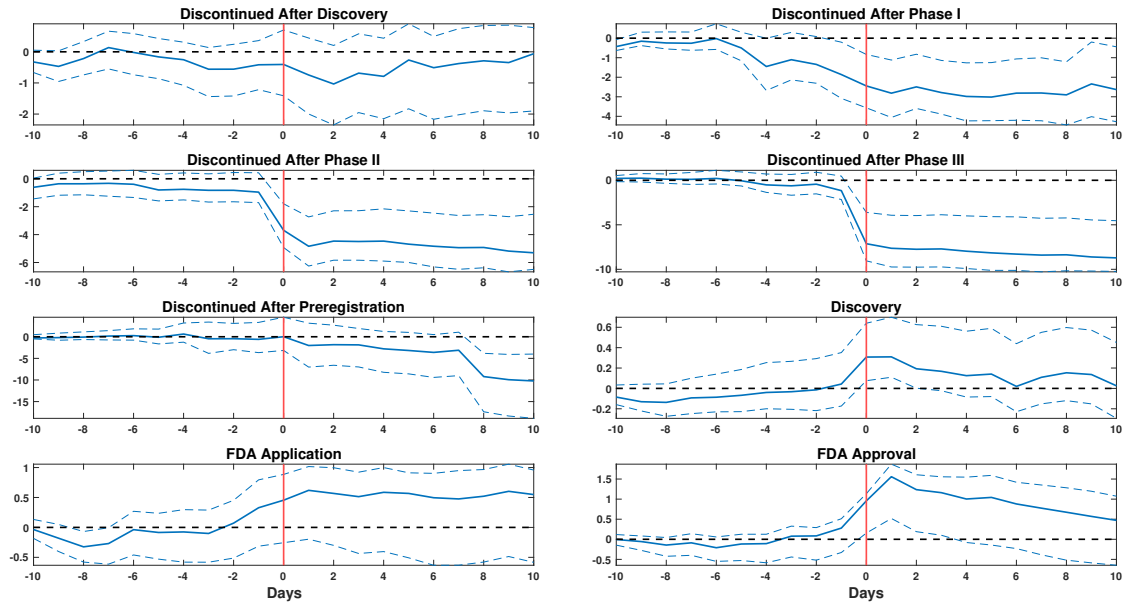 Discontinued After Discovery
0
-1
-2
-10 -8 -6 -4 -2 0 2 4 6 8 10
Discontinued After Phase I
0
-1
-2
-3
-4
-10 -8 -6 -4 -2 0 2 4 6 8 10
Discontinued After Phase II
0
-2
-4
-6
-10 -8 -6 -4 -2 0 2 4 6 8 10
Discontinued After Phase III
0
-5
-10
-10 -8 -6 -4 -2 0 2 4 6 8 10
Discontinued After Preregistration
0
-5
-10
-15
-10 -8 -6 -4 -2 0 2 4 6 8 10
Discovery
0.6
0.4
0.2
0
-0.2
-10 -8 -6 -4 -2 0 2 4 6 8 10
FDA Application
1
0.5
0
-0.5
-10 -8 -6 -4 -2 0 2 4 6 8 10
Days
FDA Approval
1.5
1
0.5
0
-0.5
-10 -8 -6 -4 -2 0 2 4 6 8 10
Days